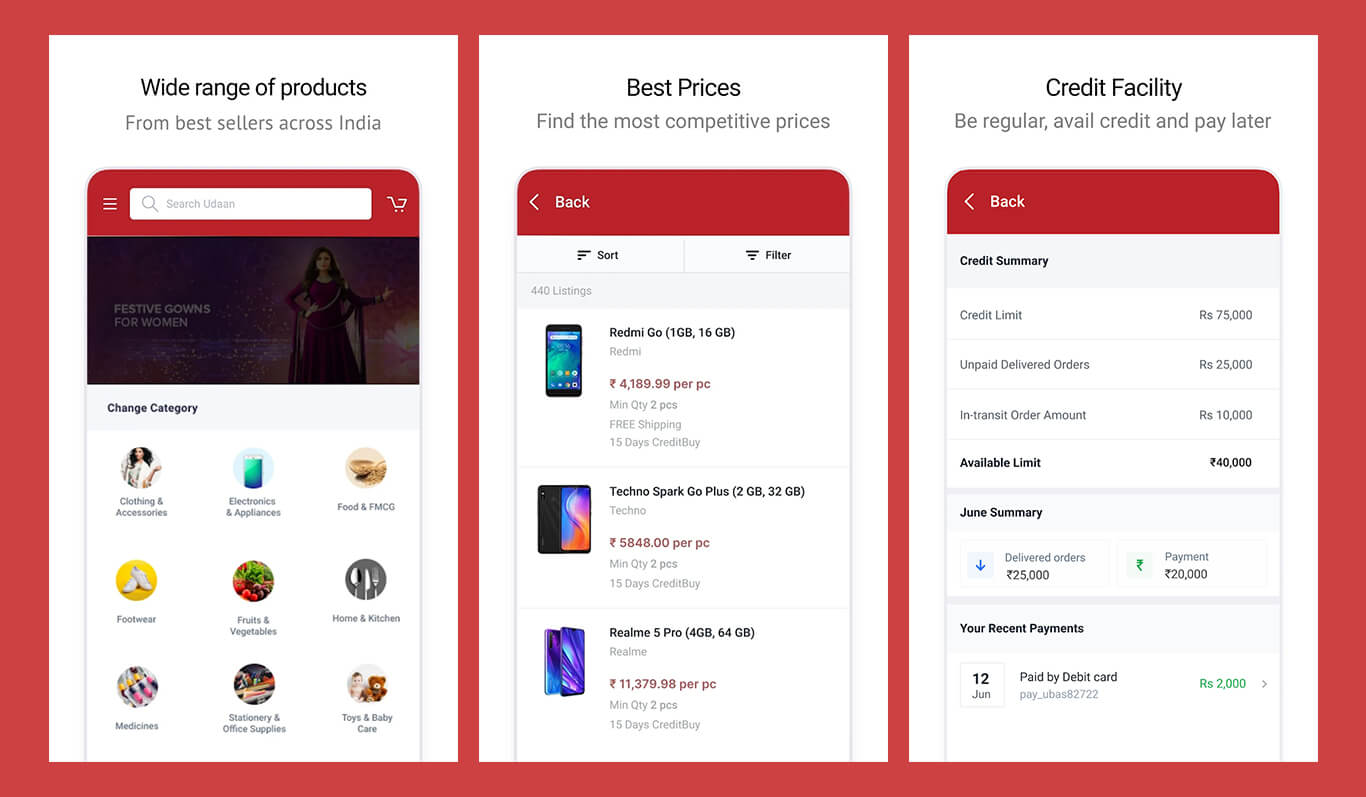 Wide range of products
From best sellers across India
Search Udaan
FESTIVE GOWNS
FOR WOMEN
Change Category
Clothing &
Accessories
Electronics
& Appliances
Food & FMCG
Footwear
Fruits &
Vegetables
Home & Kitchen
Medicines
Stationery &
Office Supplies
Toys & Baby
Care
Best Prices
Find the most competitive prices
Back
Sort
Filter
440 Listings
Redmi Go (1GB, 16 GB)
Redmi
₹ 4,189.99 per pc
Min Qty 2 pcs
FREE Shipping
15 Days CreditBuy
Techno Spark Go Plus (2 GB, 32 GB)
Techno
₹ 5848.00 per pc
Min Qty 2 pcs
15 Days CreditBuy
Realme 5 Pro (4GB, 64 GB)
Realme
₹ 11,379.98 per pc
Min Qty 2 pcs
15 Days CreditBuy
Credit Facility
Be regular, avail credit and pay later
Back
Credit Summary
Credit Limit Rs 75,000
Unpaid Delivered Orders Rs 25,000
In-transit Order Amount Rs 10,000
Available Limit ₹40,000
June Summary
Delivered orders
₹25,000
₹
Payment
₹20,000
Your Recent Payments
12
Jun
Paid by Debit card
pay_ubas82722
Rs 2,000